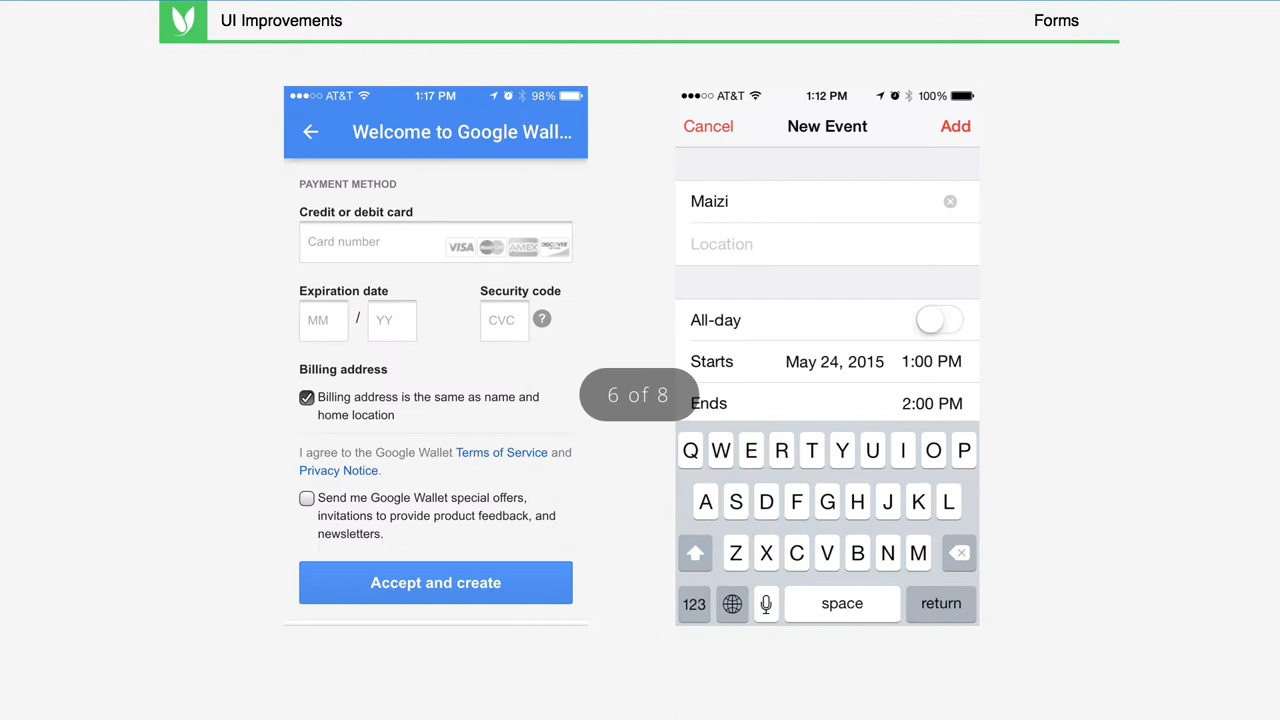 UI Improvements
Forms
AT&T 1:17 PM 98%
Welcome to Google Wall...
PAYMENT METHOD
Credit or debit card
Card number VISA MasterCard AMEX DISCOVER
Expiration date Security code
MM / YY CVC ?
Billing address
Billing address is the same as name and
home location
I agree to the Google Wallet Terms of Service and
Privacy Notice.
Send me Google Wallet special offers,
invitations to provide product feedback, and
newsletters.
Accept and create
6 of 8
AT&T 1:12 PM 100%
Cancel New Event Add
Maizi
Location
All-day
Starts May 24, 2015 1:00 PM
Ends 2:00 PM
Q W E R T Y U I O P
A S D F G H J K L
Z X C V B N M
123 space return